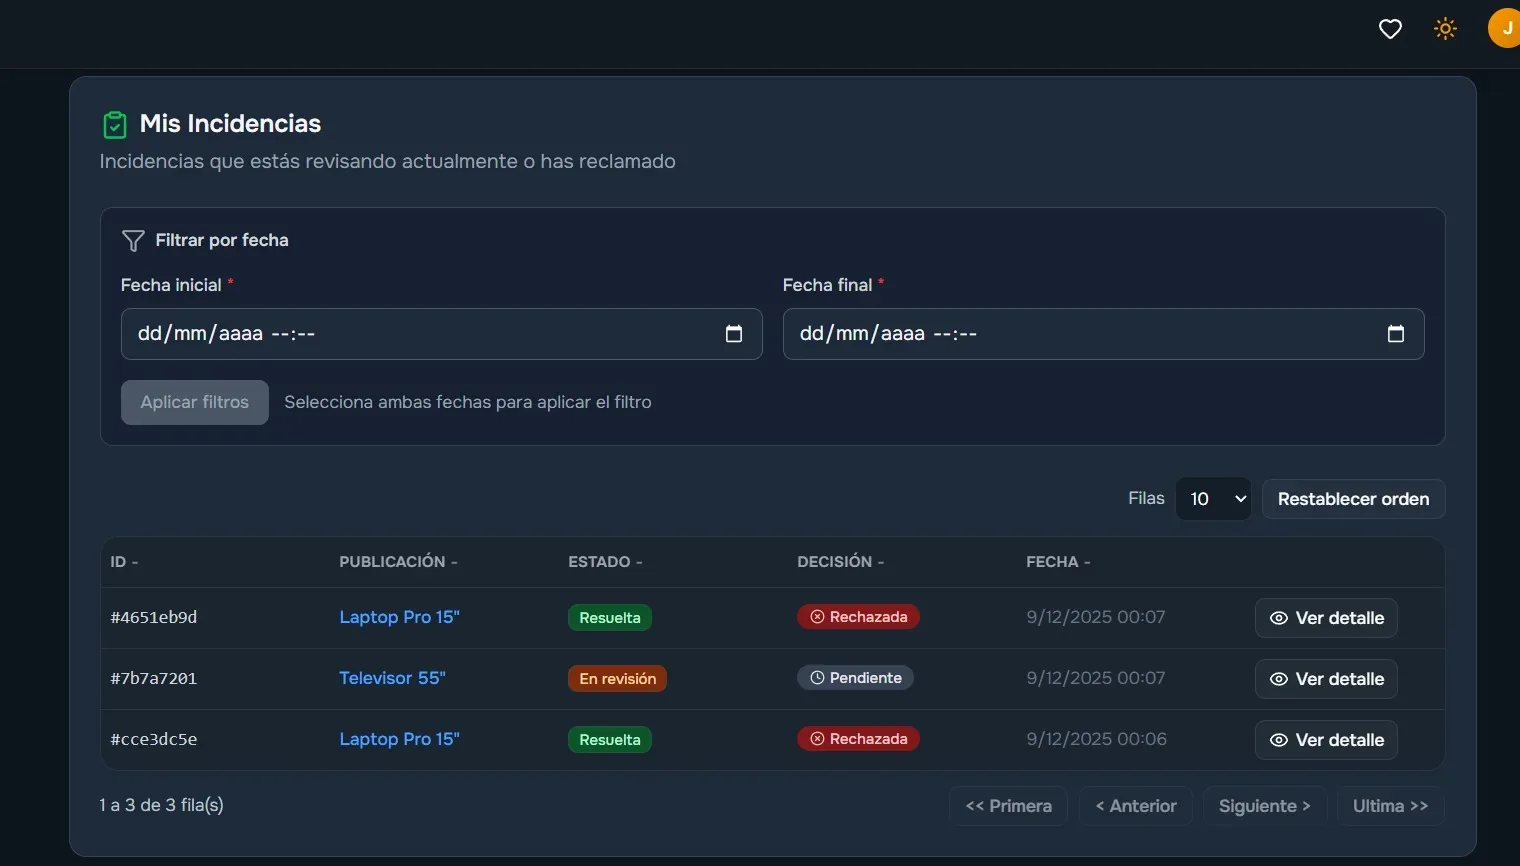 J
Mis Incidencias
Incidencias que estás revisando actualmente o has reclamado
Filtrar por fecha
Fecha inicial * Fecha final *
dd/mm/aaaa --:-- dd/mm/aaaa --:--
Aplicar filtros Selecciona ambas fechas para aplicar el filtro
Filas 10 Restablecer orden
ID - PUBLICACIÓN - ESTADO - DECISIÓN - FECHA -
#4651eb9d Laptop Pro 15" Resuelta Rechazada 9/12/2025 00:07 Ver detalle
#7b7a7201 Televisor 55" En revisión Pendiente 9/12/2025 00:07 Ver detalle
#cce3dc5e Laptop Pro 15" Resuelta Rechazada 9/12/2025 00:06 Ver detalle
1 a 3 de 3 fila(s) << Primera < Anterior Siguiente > Ultima >>